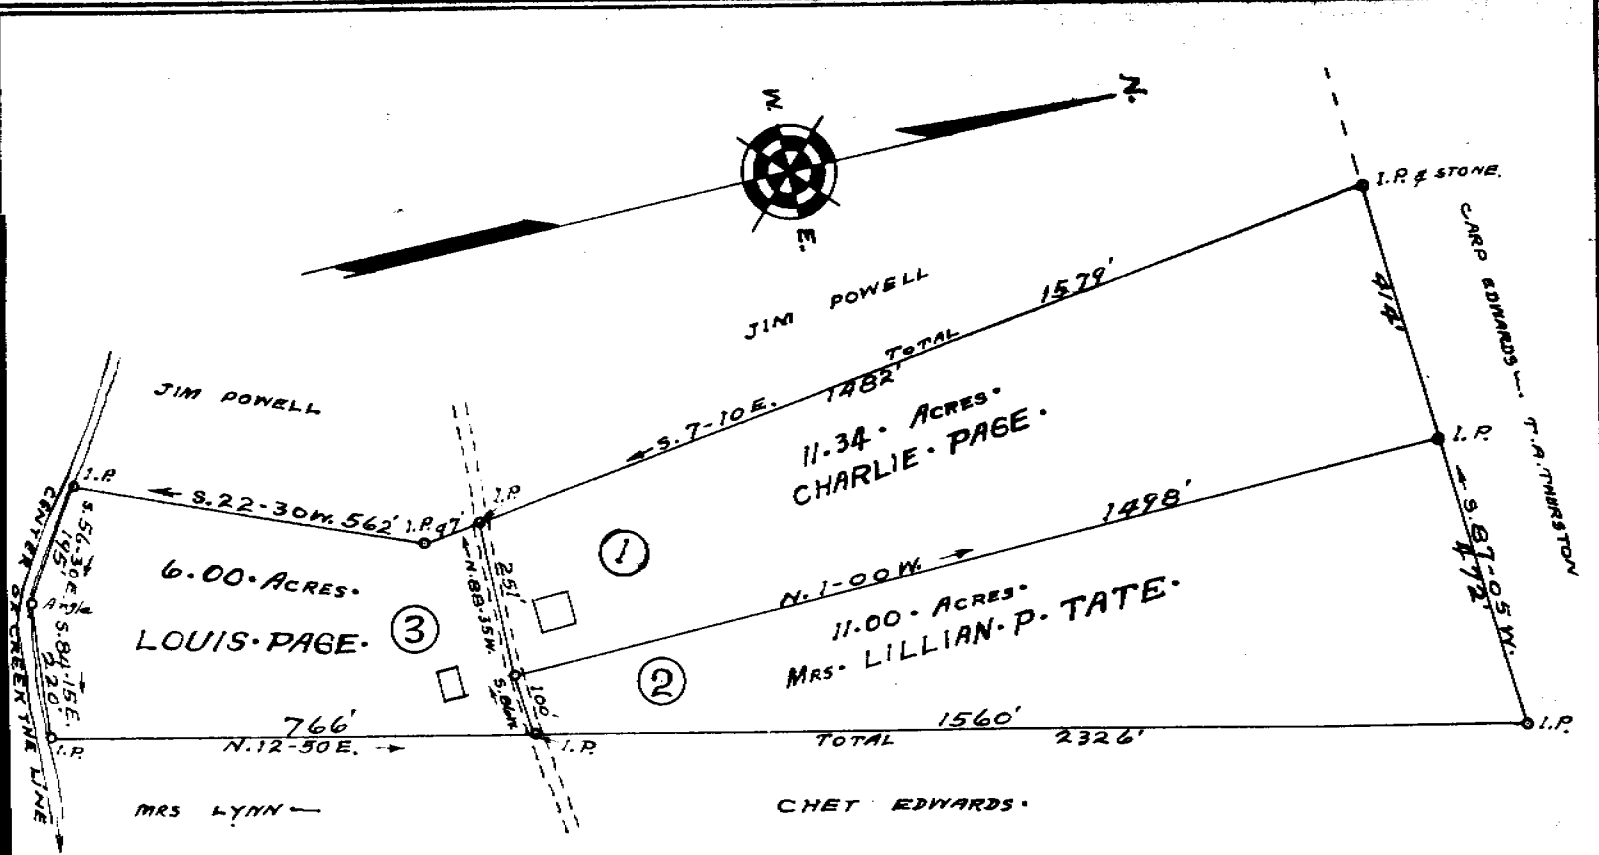 W.
N.
E.
I.P. & STONE.
CARP EDWARDS
T.A. THURSTON
JIM POWELL
1579'
TOTAL
1482'
S. 7-10 E.
414'
11.34 · ACRES ·
CHARLIE · PAGE ·
JIM POWELL
I.P.
S. 22-30 W. 562'
I.P. 97'
I.P.
I.P.
1498'
N. 1-00 W.
1
S. 87-05 W.
472'
S. 56-30 E.
195'
Angle
S. 84-15 E.
220'
CENTER OF CREEK THE LINE
6.00 · ACRES ·
LOUIS · PAGE ·
3
251'
N. 88-35 W.
100'
2
11.00 · ACRES ·
MRS · LILLIAN · P · TATE ·
I.P.
766'
N. 12-50 E.
I.P.
1560'
TOTAL
2326'
I.P.
MRS LYNN
CHET EDWARDS ·